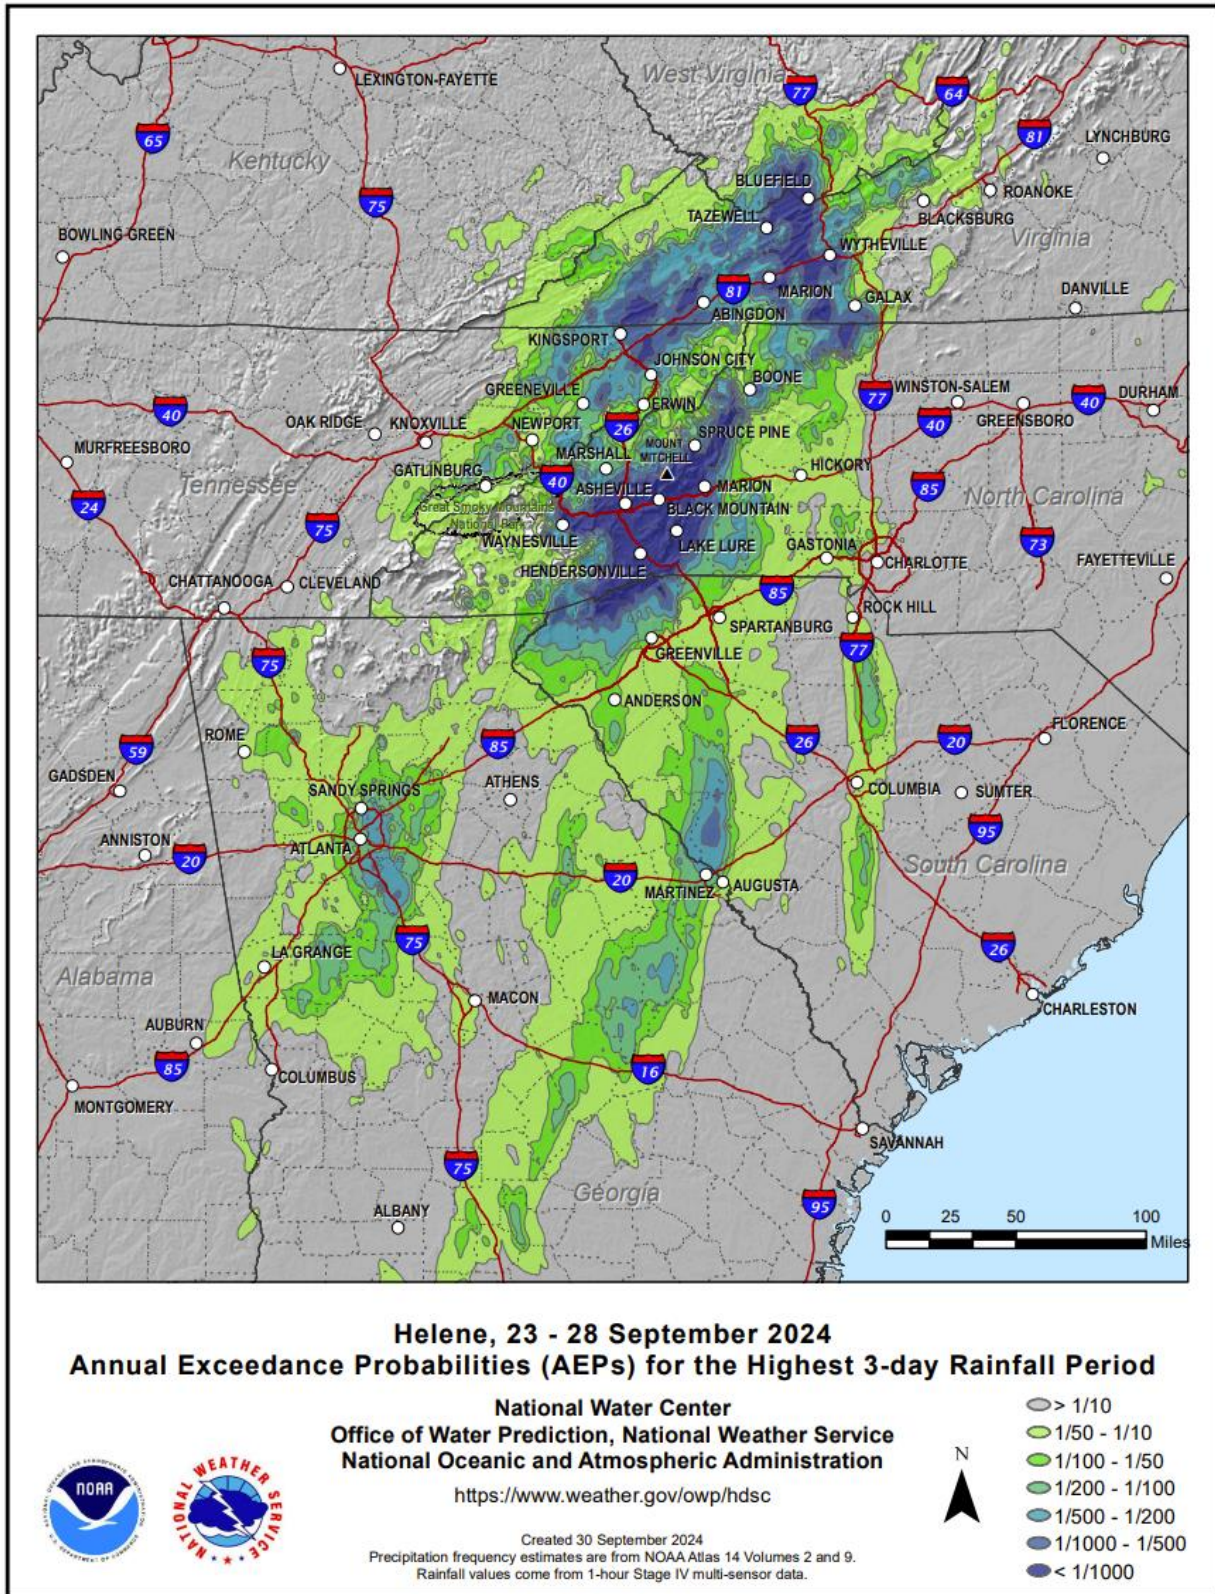 LEXINGTON-FAYETTE
West Virginia
77
64
65
81
LYNCHBURG
Kentucky
75
BLUEFIELD
ROANOKE
TAZEWELL
BLACKSBURG
BOWLING GREEN
WYTHEVILLE
Virginia
81
MARION
DANVILLE
GALAX
ABINGDON
KINGSPORT
JOHNSON CITY
BOONE
GREENEVILLE
77
WINSTON-SALEM
DURHAM
40
ERWIN
40
40
OAK RIDGE
KNOXVILLE
NEWPORT
26
GREENSBORO
MURFREESBORO
MOUNT
MITCHELL
SPRUCE PINE
MARSHALL
GATLINBURG
HICKORY
Tennessee
40
ASHEVILLE
MARION
85
North Carolina
24
Great Smoky Mountains
National Park
BLACK MOUNTAIN
75
WAYNESVILLE
LAKE LURE
GASTONIA
73
HENDERSONVILLE
CHARLOTTE
FAYETTEVILLE
CHATTANOOGA
CLEVELAND
85
ROCK HILL
SPARTANBURG
77
75
GREENVILLE
ANDERSON
ROME
FLORENCE
59
85
26
20
GADSDEN
ATHENS
SANDY SPRINGS
COLUMBIA
SUMTER
95
ANNISTON
20
ATLANTA
South Carolina
20
MARTINEZ
AUGUSTA
75
LA GRANGE
26
Alabama
MACON
CHARLESTON
AUBURN
85
16
COLUMBUS
MONTGOMERY
SAVANNAH
75
Georgia
95
ALBANY
0 25 50 100
Miles
Helene, 23 - 28 September 2024
Annual Exceedance Probabilities (AEPs) for the Highest 3-day Rainfall Period
National Water Center
Office of Water Prediction, National Weather Service
National Oceanic and Atmospheric Administration
https://www.weather.gov/owp/hdsc
Created 30 September 2024
Precipitation frequency estimates are from NOAA Atlas 14 Volumes 2 and 9.
Rainfall values come from 1-hour Stage IV multi-sensor data.
NATIONAL OCEANIC AND ATMOSPHERIC ADMINISTRATION
NOAA
U.S. DEPARTMENT OF COMMERCE
NATIONAL WEATHER SERVICE
N
> 1/10
1/50 - 1/10
1/100 - 1/50
1/200 - 1/100
1/500 - 1/200
1/1000 - 1/500
< 1/1000